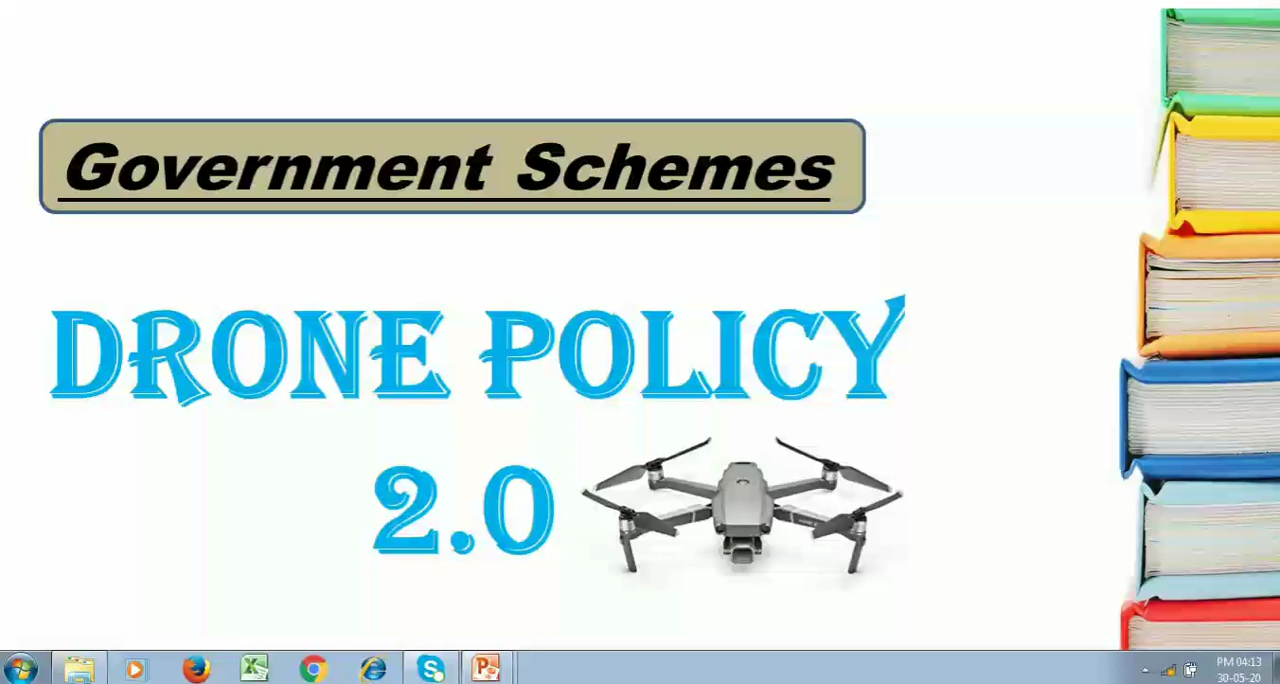 Government Schemes
DRONE POLICY
2.0
PM 04:13
30-05-20